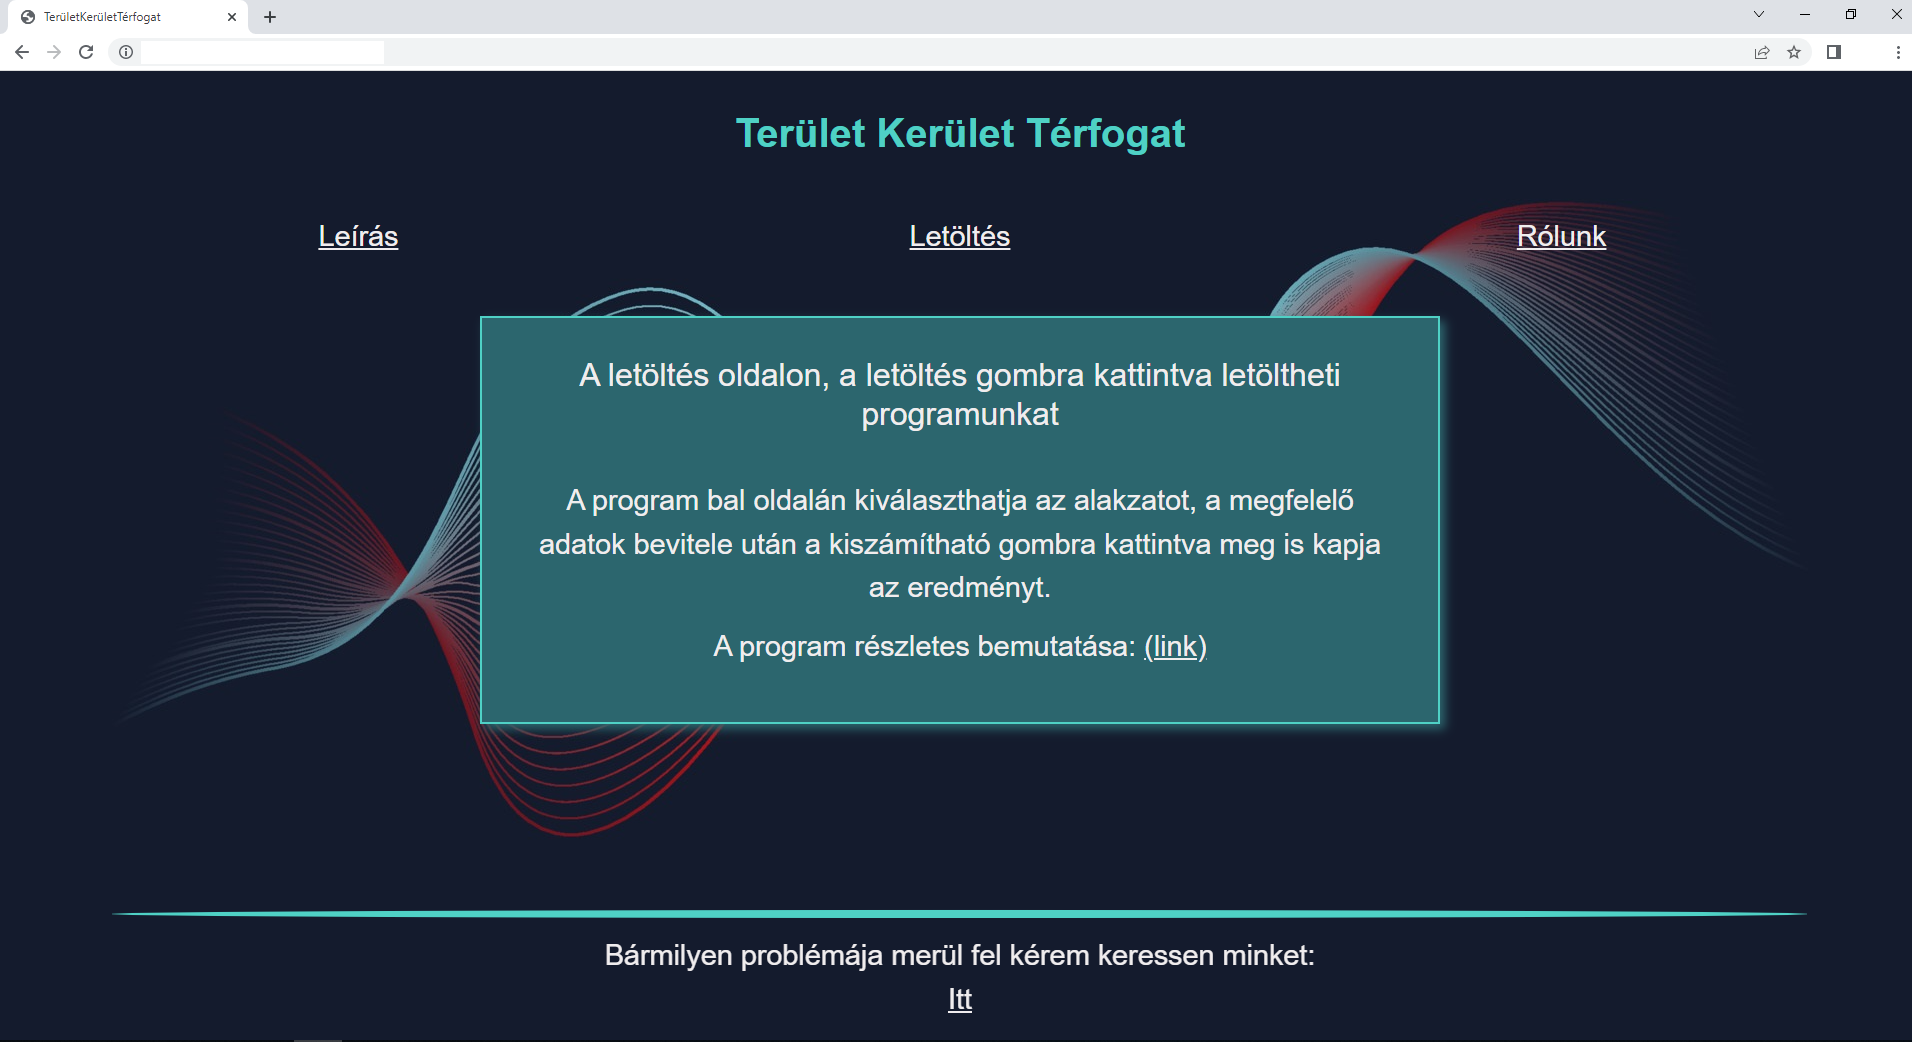 TerületKerületTérfogat
Terület Kerület Térfogat
Leírás
Letöltés
Rólunk
A letöltés oldalon, a letöltés gombra kattintva letöltheti
programunkat
A program bal oldalán kiválaszthatja az alakzatot, a megfelelő
adatok bevitele után a kiszámítható gombra kattintva meg is kapja
az eredményt.
A program részletes bemutatása: (link)
Bármilyen problémája merül fel kérem keressen minket:
Itt